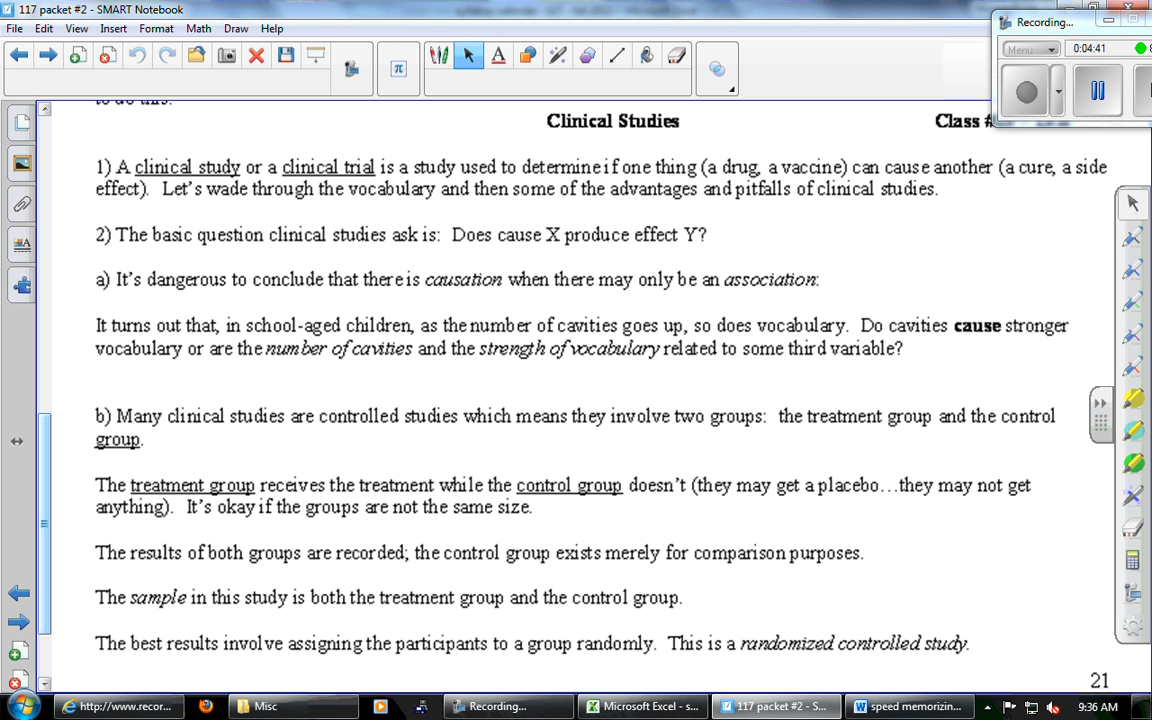 117 packet #2 - SMART Notebook
File Edit View Insert Format Math Draw Help
Recording...
Menu 0:04:41
π
A
to do this.
Clinical Studies Class #
1) A clinical study or a clinical trial is a study used to determine if one thing (a drug, a vaccine) can cause another (a cure, a side
effect). Let's wade through the vocabulary and then some of the advantages and pitfalls of clinical studies.
2) The basic question clinical studies ask is: Does cause X produce effect Y?
a) It's dangerous to conclude that there is causation when there may only be an association:
It turns out that, in school-aged children, as the number of cavities goes up, so does vocabulary. Do cavities cause stronger
vocabulary or are the number of cavities and the strength of vocabulary related to some third variable?
b) Many clinical studies are controlled studies which means they involve two groups: the treatment group and the control
group.
The treatment group receives the treatment while the control group doesn't (they may get a placebo...they may not get
anything). It's okay if the groups are not the same size.
The results of both groups are recorded; the control group exists merely for comparison purposes.
The sample in this study is both the treatment group and the control group.
The best results involve assigning the participants to a group randomly. This is a randomized controlled study.
21
http://www.recor... Misc Recording... Microsoft Excel - s... 117 packet #2 - S... speed memorizin... 9:36 AM